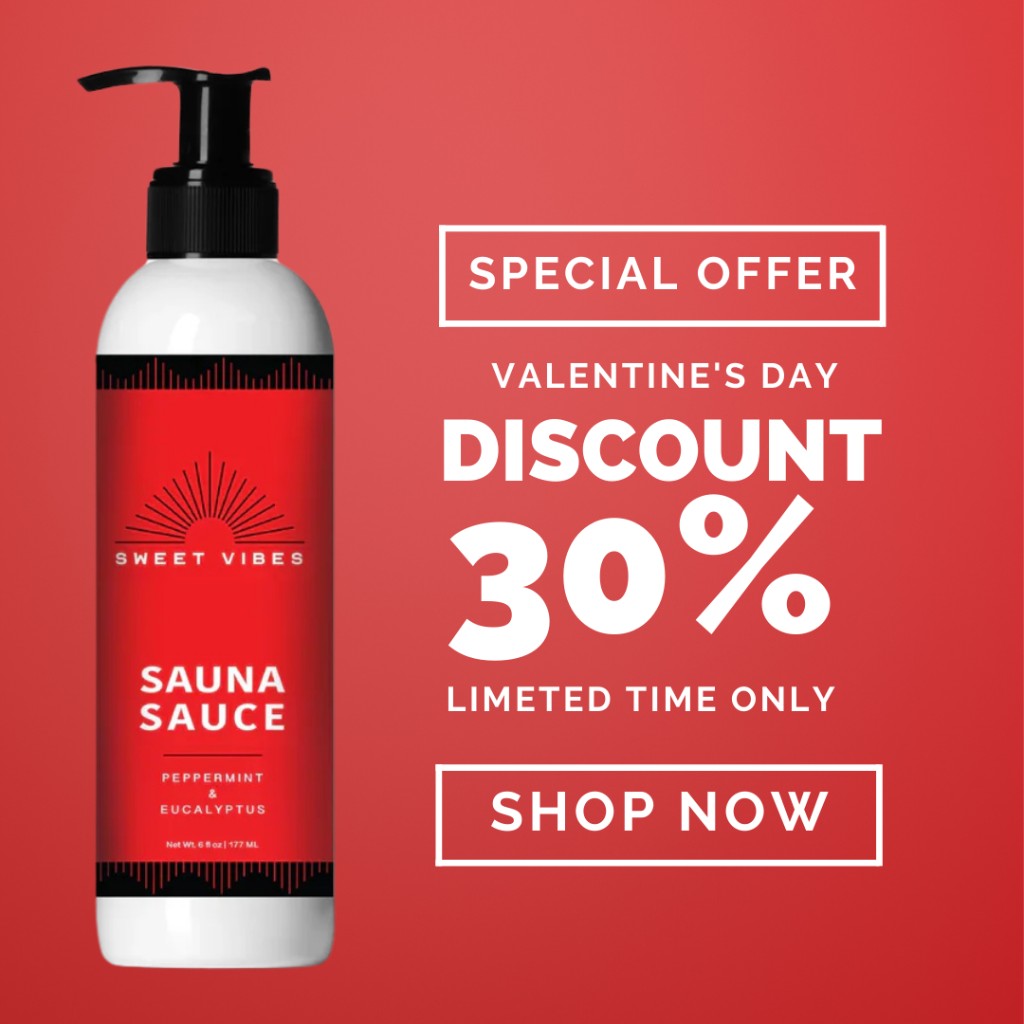 SPECIAL OFFER
VALENTINE'S DAY
DISCOUNT
30%
LIMETED TIME ONLY
SHOP NOW
SWEET VIBES
SAUNA
SAUCE
PEPPERMINT
&
EUCALYPTUS
Net Wt. 6 fl oz | 177 ML